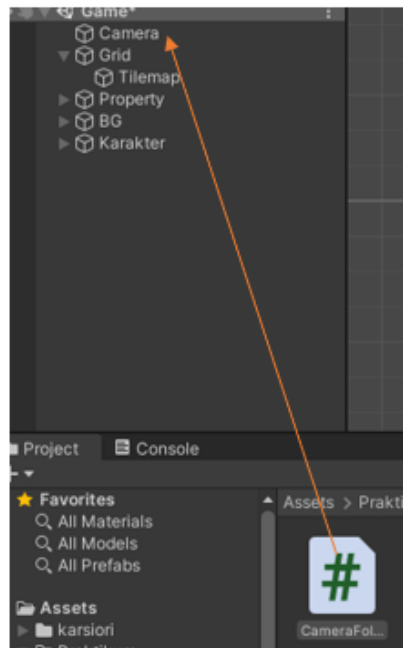 Game*
Camera
Grid
Tilemap
Property
BG
Karakter
Project
Console
Favorites
All Materials
All Models
All Prefabs
Assets
karsiori
Assets > Prakti
#
CameraFol...